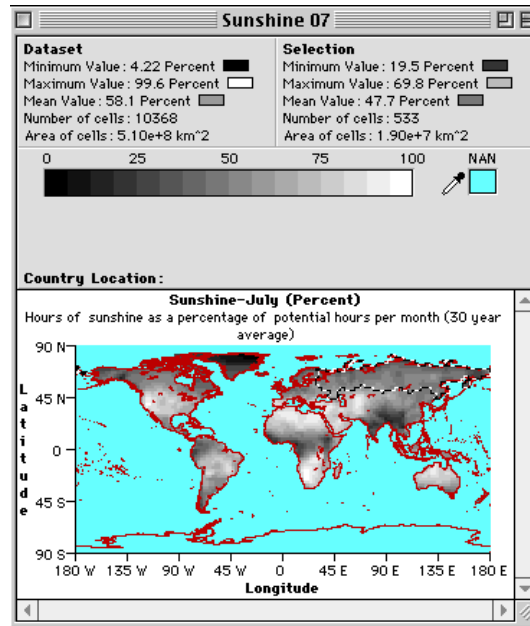 Sunshine 07
Dataset
Minimum Value: 4.22 Percent
Maximum Value: 99.6 Percent
Mean Value: 58.1 Percent
Number of cells: 10368
Area of cells: 5.10e+8 km^2
Selection
Minimum Value: 19.5 Percent
Maximum Value: 69.8 Percent
Mean Value: 47.7 Percent
Number of cells: 533
Area of cells: 1.90e+7 km^2
0 25 50 75 100 NAN
Country Location:
Sunshine-July (Percent)
Hours of sunshine as a percentage of potential hours per month (30 year
average)
90 N
45 N
0
45 S
90 S
Latitude
180 W 135 W 90 W 45 W 0 45 E 90 E 135 E 180 E
Longitude